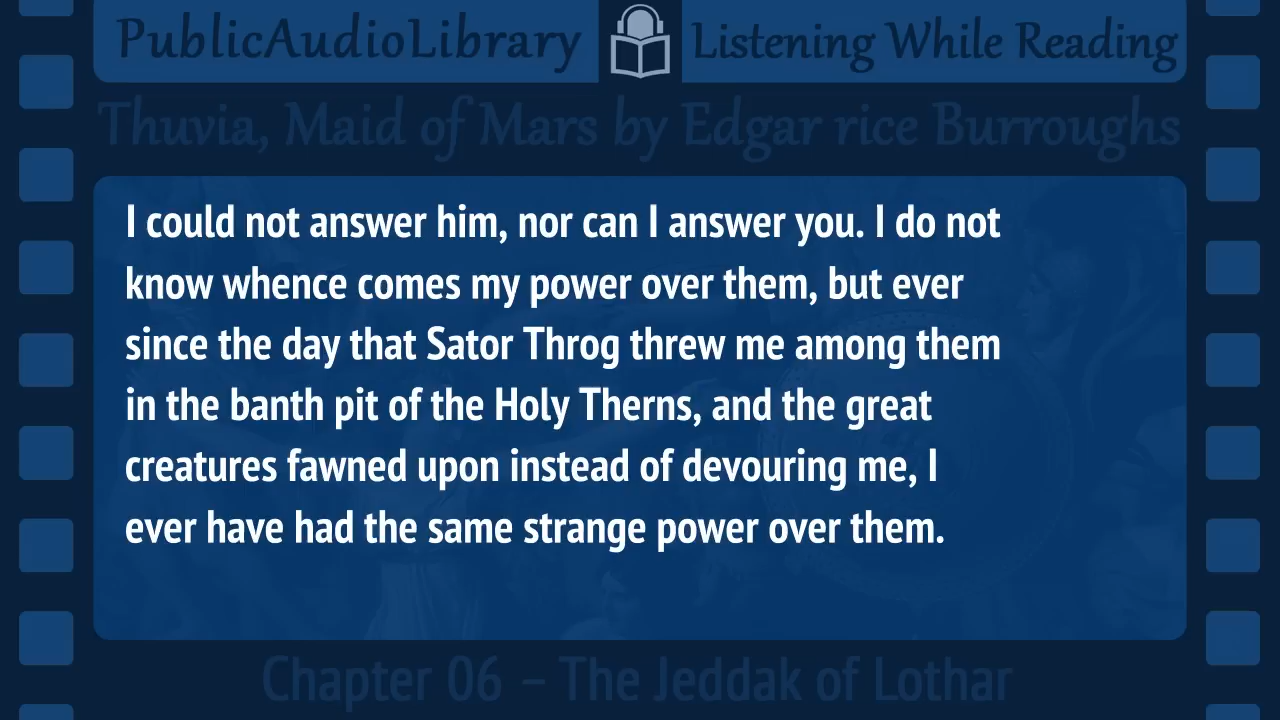 PublicAudioLibrary Listening While Reading
Thuvia, Maid of Mars by Edgar rice Burroughs
I could not answer him, nor can I answer you. I do not
know whence comes my power over them, but ever
since the day that Sator Throg threw me among them
in the banth pit of the Holy Therns, and the great
creatures fawned upon instead of devouring me, I
ever have had the same strange power over them.
Chapter 06 – The Jeddak of Lothar